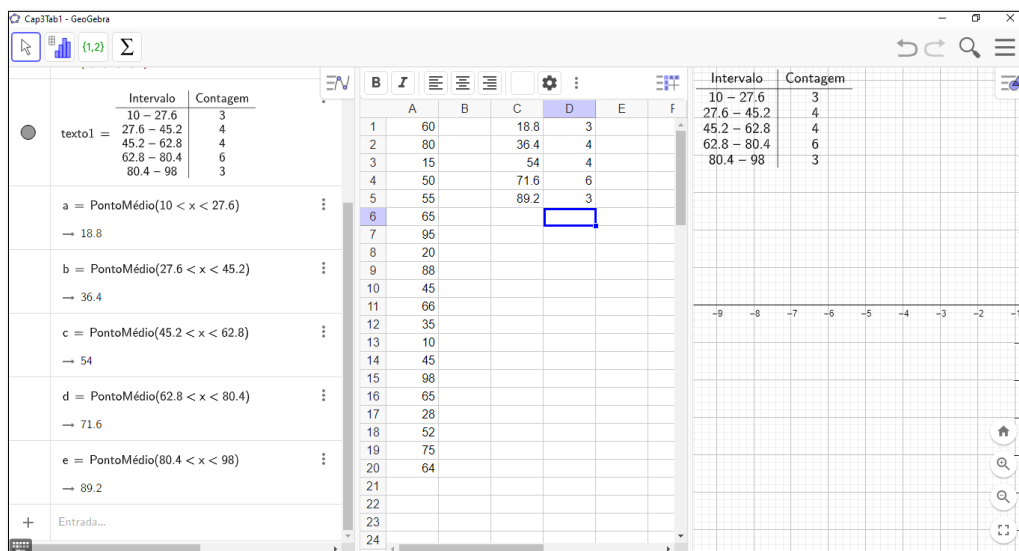 Cap3Tab1 - GeoGebra
{1,2} Σ
Intervalo Contagem
10 – 27.6 3
texto1 = 27.6 – 45.2 4
45.2 – 62.8 4
62.8 – 80.4 6
80.4 – 98 3
a = PontoMédio(10 < x < 27.6)
→ 18.8
b = PontoMédio(27.6 < x < 45.2)
→ 36.4
c = PontoMédio(45.2 < x < 62.8)
→ 54
d = PontoMédio(62.8 < x < 80.4)
→ 71.6
e = PontoMédio(80.4 < x < 98)
→ 89.2
+ Entrada...
B I
A B C D E F
1 60 18.8 3
2 80 36.4 4
3 15 54 4
4 50 71.6 6
5 55 89.2 3
6 65
7 95
8 20
9 88
10 45
11 66
12 35
13 10
14 45
15 98
16 65
17 28
18 52
19 75
20 64
21
22
23
24
Intervalo Contagem
10 – 27.6 3
27.6 – 45.2 4
45.2 – 62.8 4
62.8 – 80.4 6
80.4 – 98 3
–9 –8 –7 –6 –5 –4 –3 –2 –1